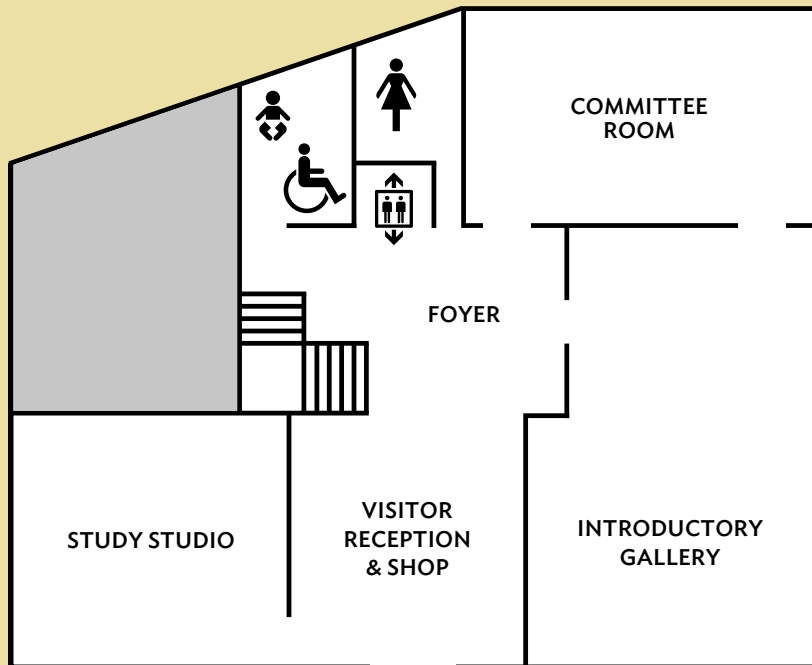 COMMITTEE
ROOM
FOYER
STUDY STUDIO
VISITOR
RECEPTION
& SHOP
INTRODUCTORY
GALLERY